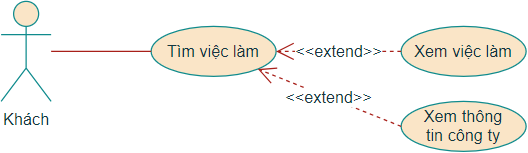 Tìm việc làm
<<extend>>
Xem việc làm
<<extend>>
Khách
Xem thông
tin công ty